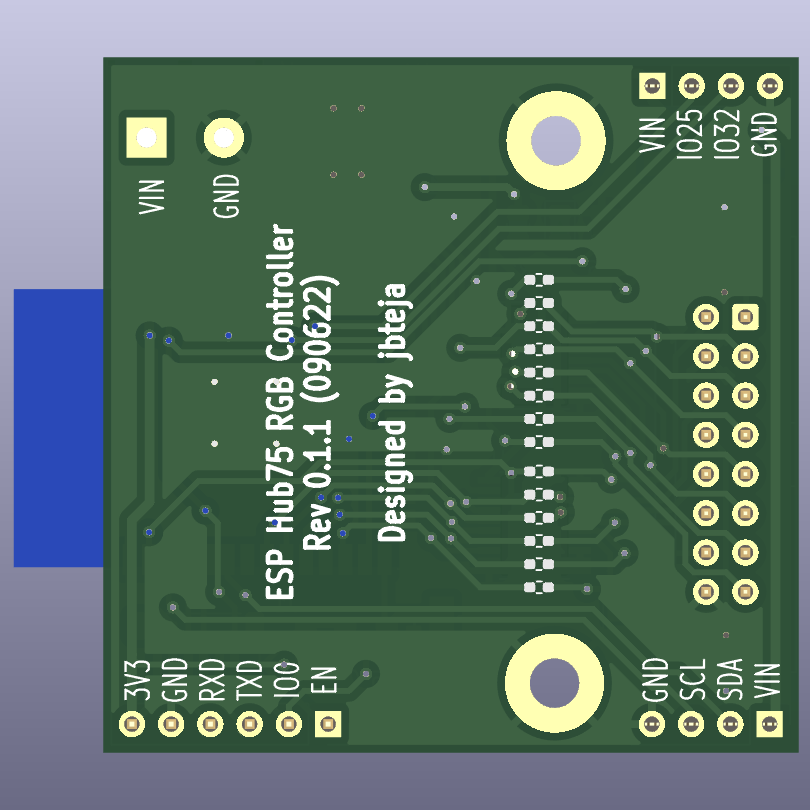 VIN
IO25
IO32
GND
VIN
GND
ESP Hub75 RGB Controller
Rev 0.1.1 (090622)
Designed by jbteja
3V3
GND
RXD
TXD
IO0
EN
GND
SCL
SDA
VIN